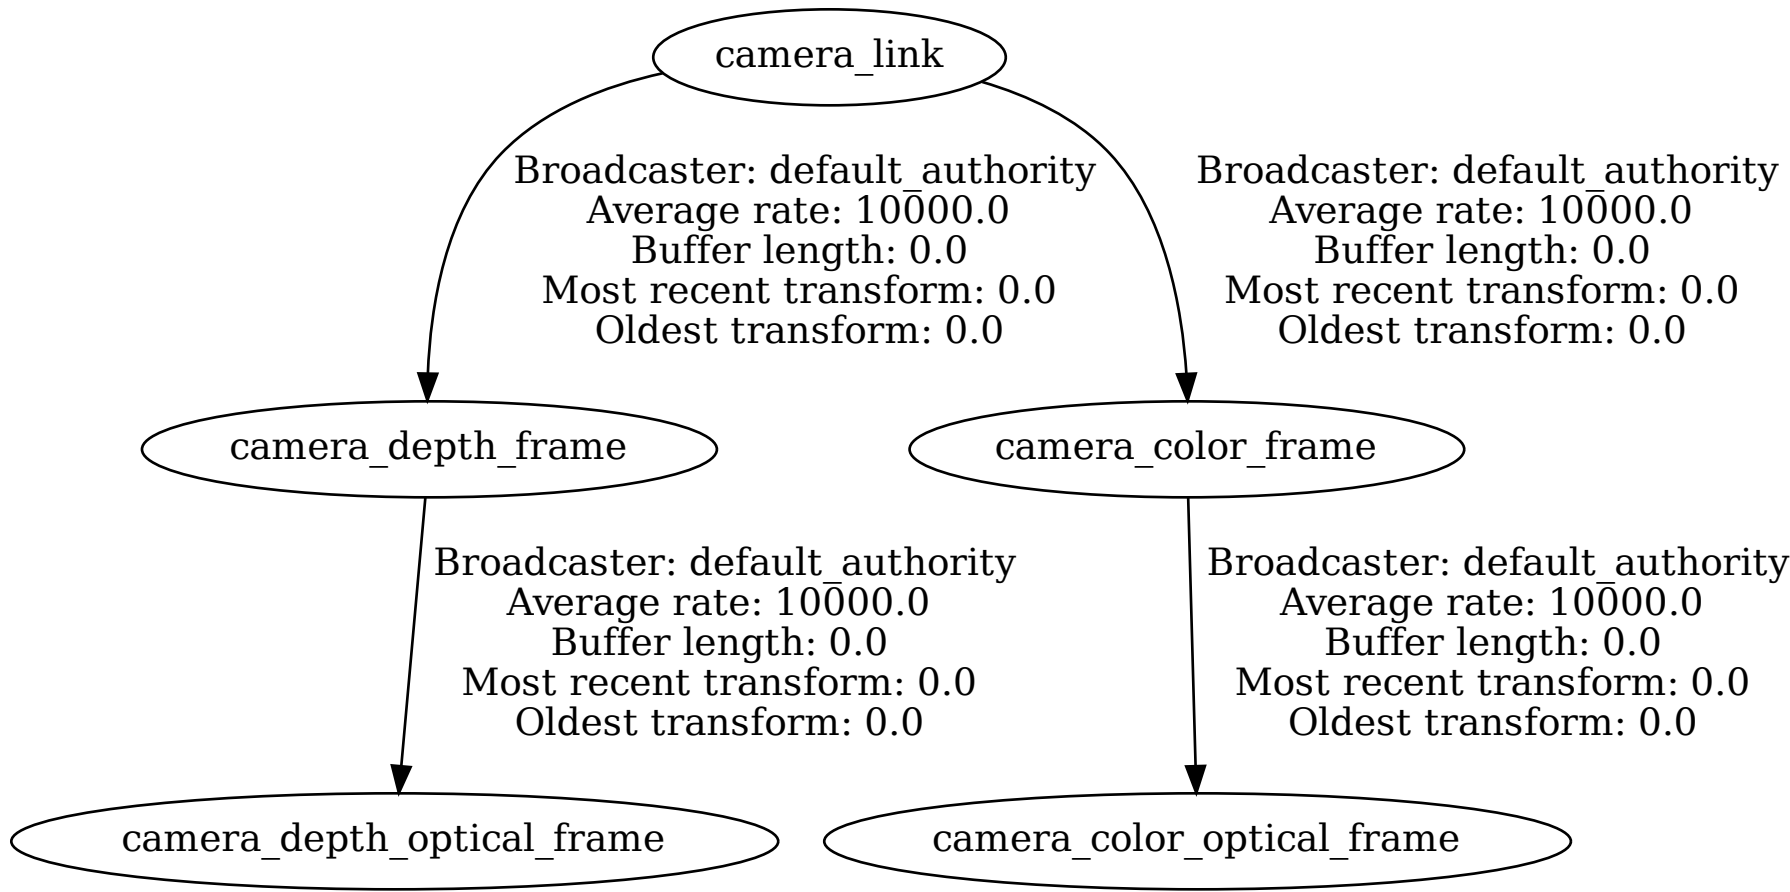 camera_link
Broadcaster: default_authority
Average rate: 10000.0
Buffer length: 0.0
Most recent transform: 0.0
Oldest transform: 0.0
Broadcaster: default_authority
Average rate: 10000.0
Buffer length: 0.0
Most recent transform: 0.0
Oldest transform: 0.0
camera_depth_frame
camera_color_frame
Broadcaster: default_authority
Average rate: 10000.0
Buffer length: 0.0
Most recent transform: 0.0
Oldest transform: 0.0
Broadcaster: default_authority
Average rate: 10000.0
Buffer length: 0.0
Most recent transform: 0.0
Oldest transform: 0.0
camera_depth_optical_frame
camera_color_optical_frame